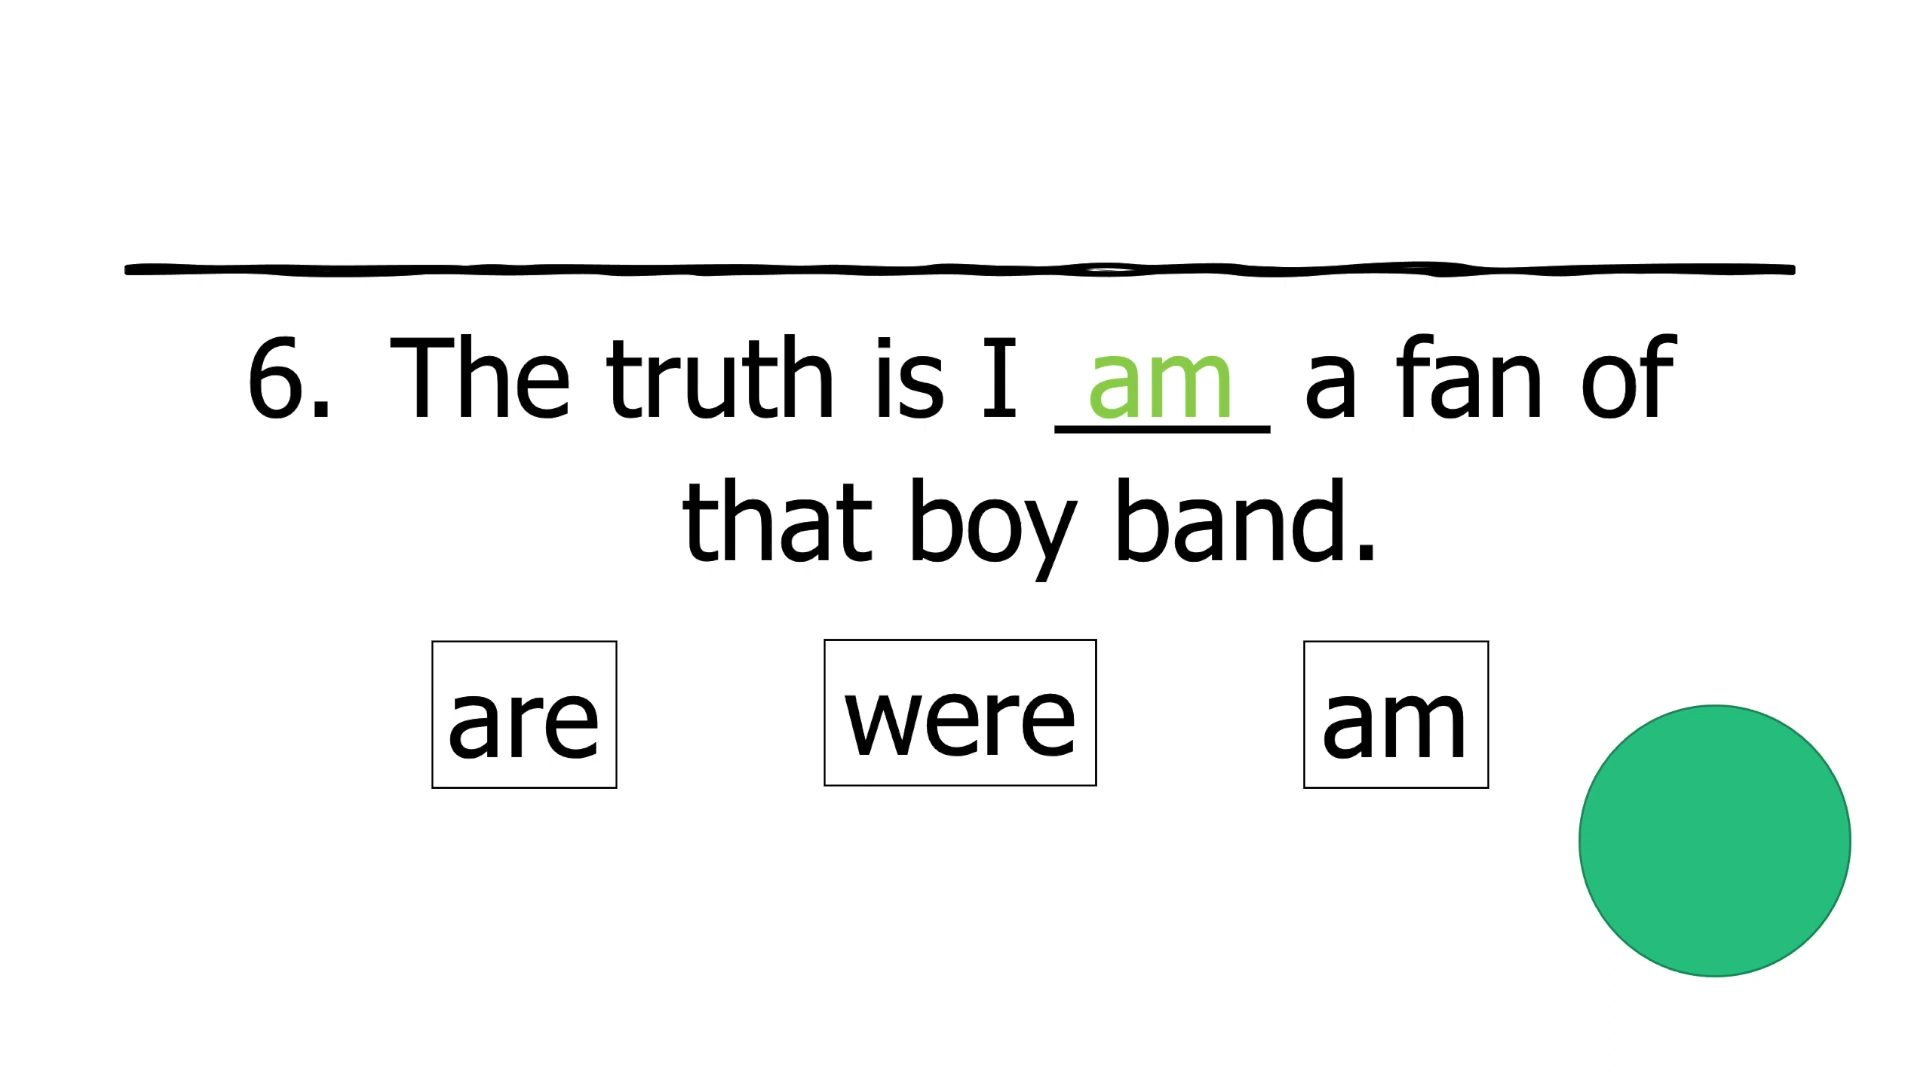 6. The truth is I am a fan of
that boy band.
are were am